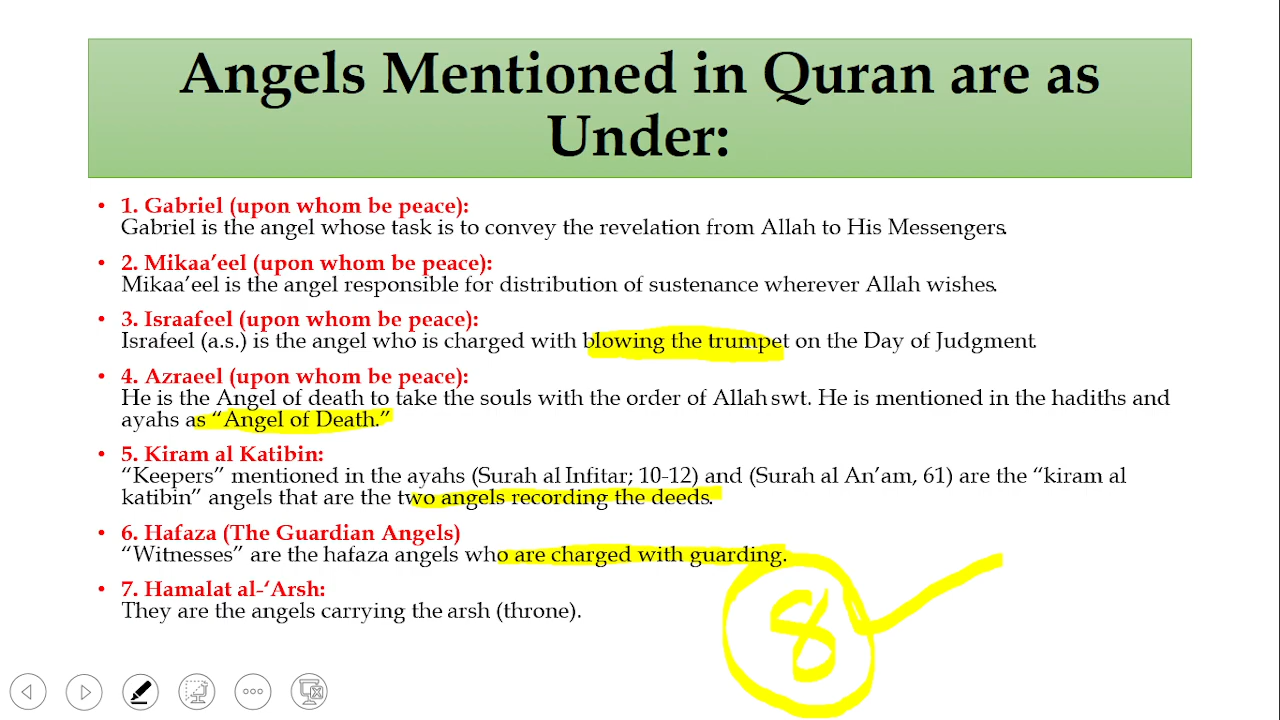 Angels Mentioned in Quran are as
Under:
• 1. Gabriel (upon whom be peace):
Gabriel is the angel whose task is to convey the revelation from Allah to His Messengers.
• 2. Mikaa’eel (upon whom be peace):
Mikaa’eel is the angel responsible for distribution of sustenance wherever Allah wishes.
• 3. Israafeel (upon whom be peace):
Israfeel (a.s.) is the angel who is charged with blowing the trumpet on the Day of Judgment.
• 4. Azraeel (upon whom be peace):
He is the Angel of death to take the souls with the order of Allah swt. He is mentioned in the hadiths and
ayahs as “Angel of Death.”
• 5. Kiram al Katibin:
“Keepers” mentioned in the ayahs (Surah al Infitar; 10-12) and (Surah al An’am, 61) are the “kiram al
katibin” angels that are the two angels recording the deeds.
• 6. Hafaza (The Guardian Angels)
“Witnesses” are the hafaza angels who are charged with guarding.
• 7. Hamalat al-‘Arsh:
They are the angels carrying the arsh (throne).
8